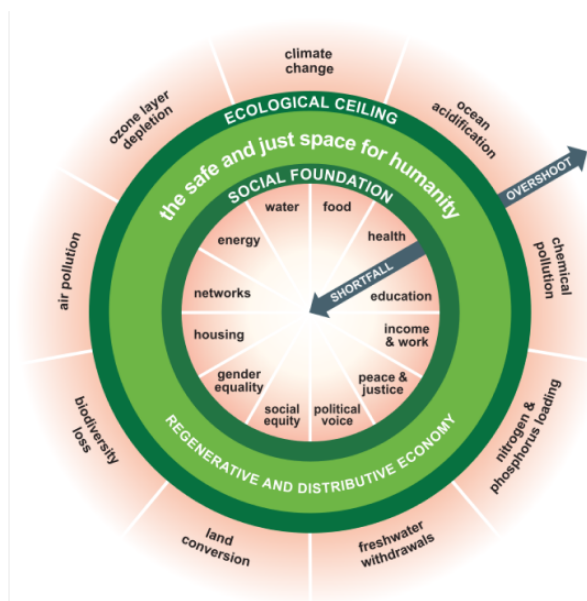 climate
change
ocean
acidification
chemical
pollution
nitrogen &
phosphorus loading
freshwater
withdrawals
land
conversion
biodiversity
loss
air pollution
ozone layer
depletion
ECOLOGICAL CEILING
the safe and just space for humanity
SOCIAL FOUNDATION
OVERSHOOT
SHORTFALL
water
food
health
education
income
& work
peace &
justice
political
voice
social
equity
gender
equality
housing
networks
energy
REGENERATIVE AND DISTRIBUTIVE ECONOMY